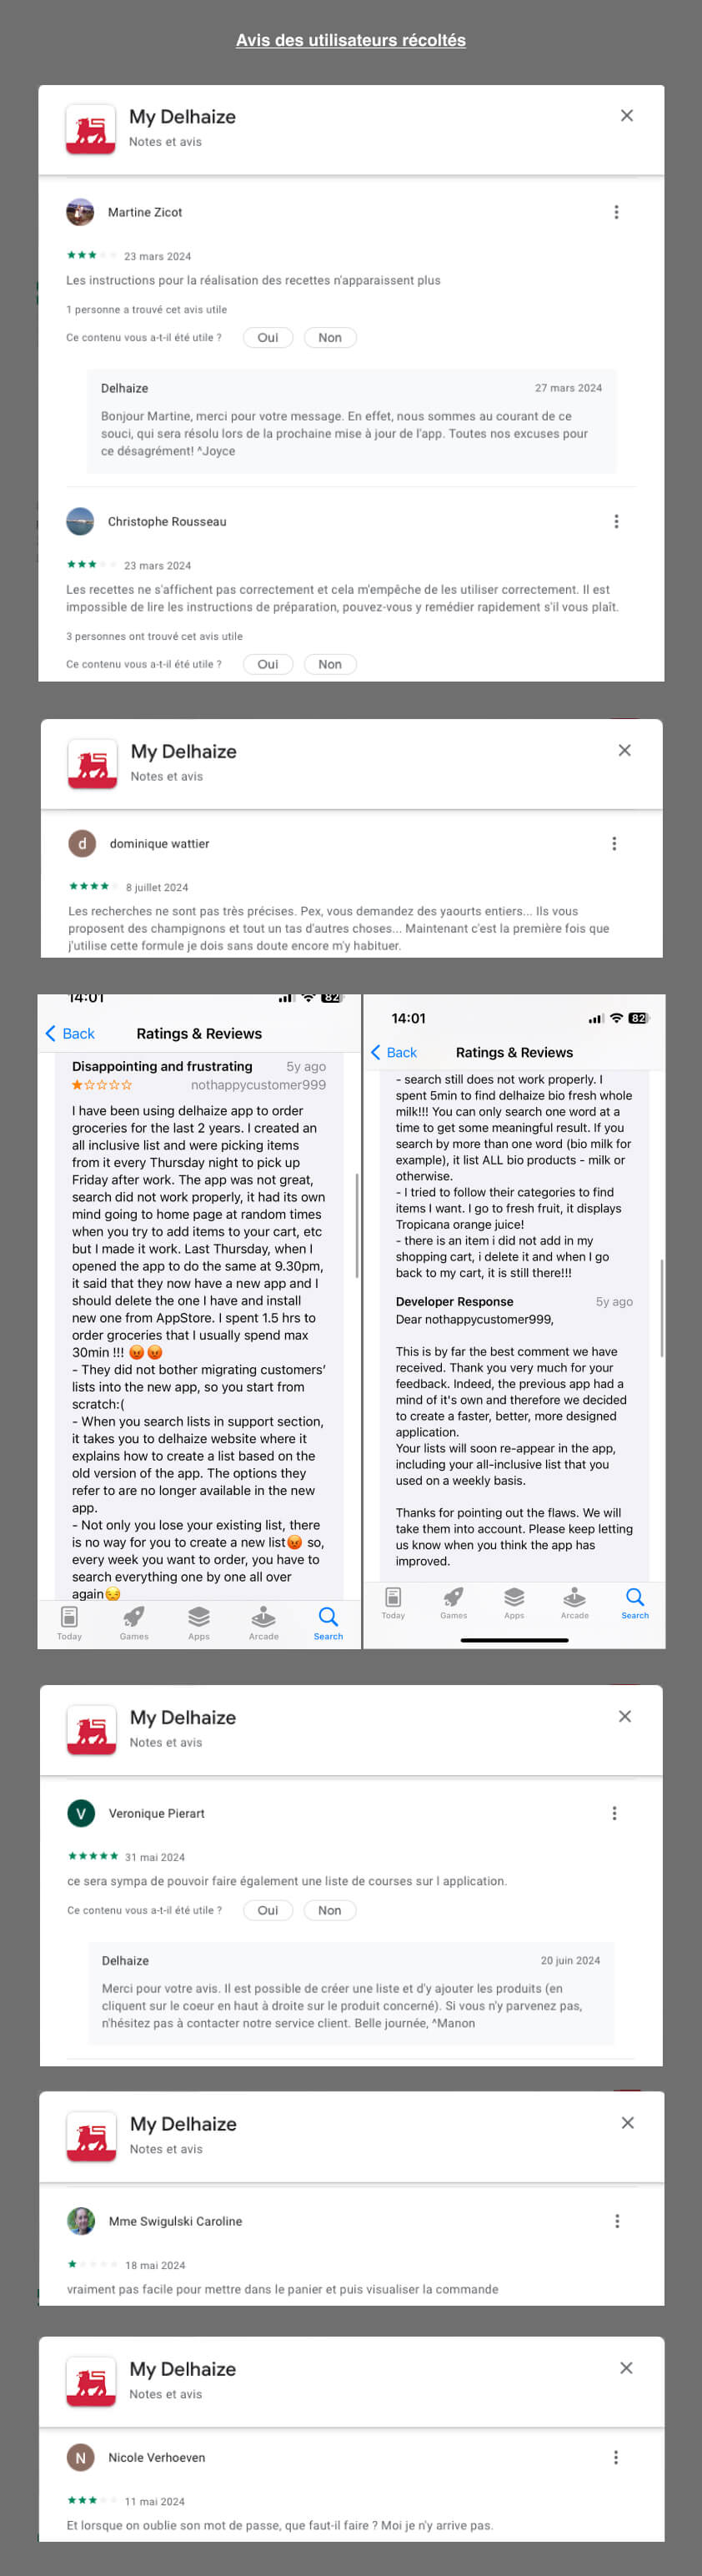 Avis des utilisateurs récoltés
My Delhaize
Notes et avis
Martine Zicot
23 mars 2024
Les instructions pour la réalisation des recettes n'apparaissent plus
1 personne a trouvé cet avis utile
Ce contenu vous a-t-il été utile ? Oui Non
Delhaize 27 mars 2024
Bonjour Martine, merci pour votre message. En effet, nous sommes au courant de ce
souci, qui sera résolu lors de la prochaine mise à jour de l'app. Toutes nos excuses pour
ce désagrément! ^Joyce
Christophe Rousseau
23 mars 2024
Les recettes ne s'affichent pas correctement et cela m'empêche de les utiliser correctement. Il est
impossible de lire les instructions de préparation, pouvez-vous y remédier rapidement s'il vous plaît.
3 personnes ont trouvé cet avis utile
Ce contenu vous a-t-il été utile ? Oui Non
My Delhaize
Notes et avis
d dominique wattier
8 juillet 2024
Les recherches ne sont pas très précises. Pex, vous demandez des yaourts entiers... Ils vous
proposent des champignons et tout un tas d'autres choses... Maintenant c'est la première fois que
j'utilise cette formule je dois sans doute encore m'y habituer.
14:01 82
Back Ratings & Reviews
Disappointing and frustrating 5y ago
nothappycustomer999
I have been using delhaize app to order
groceries for the last 2 years. I created an
all inclusive list and were picking items
from it every Thursday night to pick up
Friday after work. The app was not great,
search did not work properly, it had its own
mind going to home page at random times
when you try to add items to your cart, etc
but I made it work. Last Thursday, when I
opened the app to do the same at 9.30pm,
it said that they now have a new app and I
should delete the one I have and install
new one from AppStore. I spent 1.5 hrs to
order groceries that I usually spend max
30min !!! 😡😡
- They did not bother migrating customers'
lists into the new app, so you start from
scratch:(
- When you search lists in support section,
it takes you to delhaize website where it
explains how to create a list based on the
old version of the app. The options they
refer to are no longer available in the new
app.
- Not only you lose your existing list, there
is no way for you to create a new list😡 so,
every week you want to order, you have to
search everything one by one all over
again😔
Today Games Apps Arcade Search
14:01 82
Back Ratings & Reviews
- search still does not work properly. I
spent 5min to find delhaize bio fresh whole
milk!!! You can only search one word at a
time to get some meaningful result. If you
search by more than one word (bio milk for
example), it list ALL bio products - milk or
otherwise.
- I tried to follow their categories to find
items I want. I go to fresh fruit, it displays
Tropicana orange juice!
- there is an item i did not add in my
shopping cart, i delete it and when I go
back to my cart, it is still there!!!
Developer Response 5y ago
Dear nothappycustomer999,
This is by far the best comment we have
received. Thank you very much for your
feedback. Indeed, the previous app had a
mind of it's own and therefore we decided
to create a faster, better, more designed
application.
Your lists will soon re-appear in the app,
including your all-inclusive list that you
used on a weekly basis.
Thanks for pointing out the flaws. We will
take them into account. Please keep letting
us know when you think the app has
improved.
Today Games Apps Arcade Search
My Delhaize
Notes et avis
V Veronique Pierart
31 mai 2024
ce sera sympa de pouvoir faire également une liste de courses sur l application.
Ce contenu vous a-t-il été utile ? Oui Non
Delhaize 20 juin 2024
Merci pour votre avis. Il est possible de créer une liste et d'y ajouter les produits (en
cliquent sur le coeur en haut à droite sur le produit concerné). Si vous n'y parvenez pas,
n'hésitez pas à contacter notre service client. Belle journée, ^Manon
My Delhaize
Notes et avis
Mme Swigulski Caroline
18 mai 2024
vraiment pas facile pour mettre dans le panier et puis visualiser la commande
My Delhaize
Notes et avis
N Nicole Verhoeven
11 mai 2024
Et lorsque on oublie son mot de passe, que faut-il faire ? Moi je n'y arrive pas.